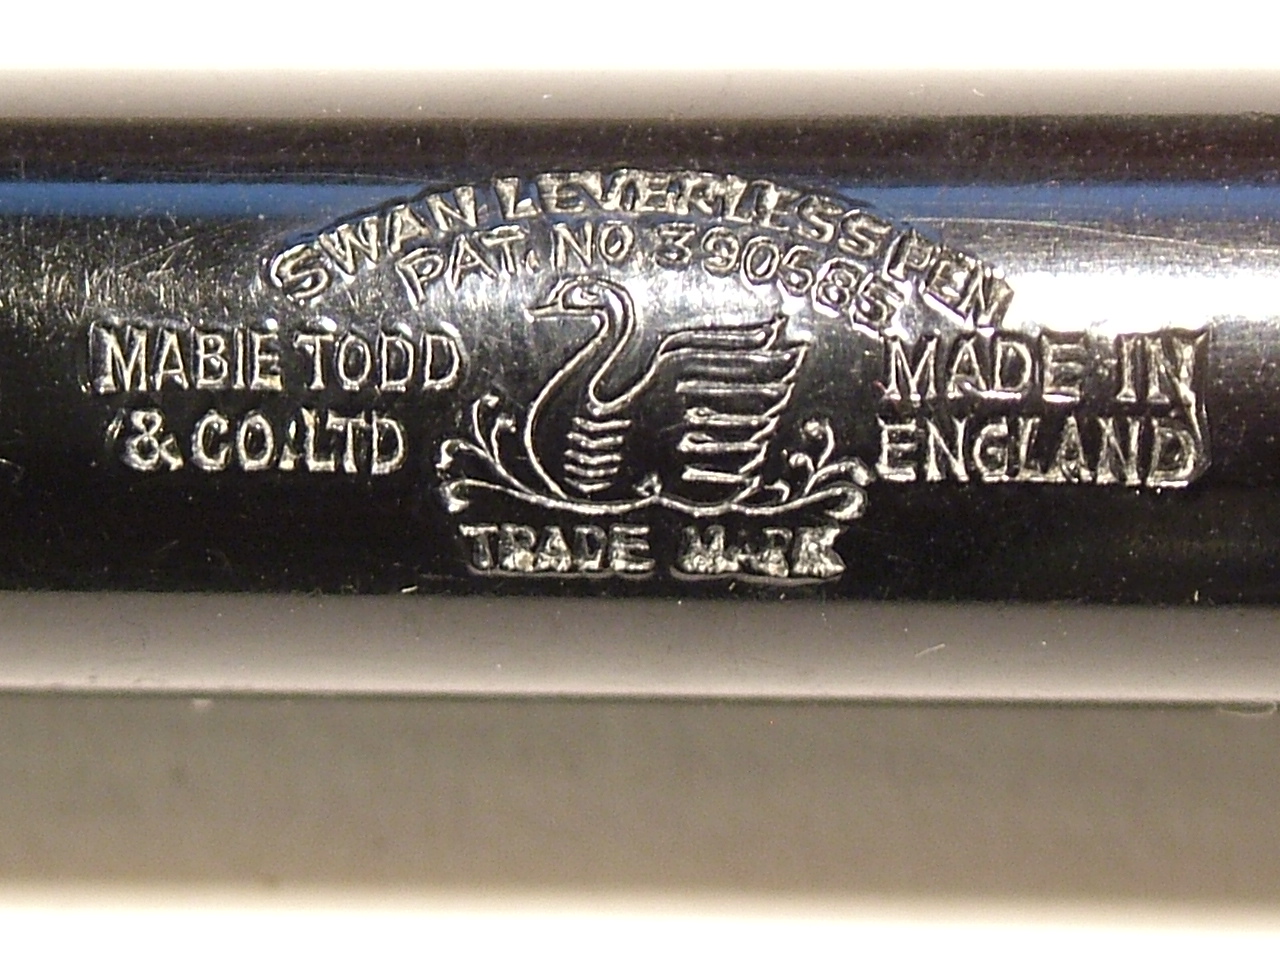 SWAN LEVERLESS PEN
PAT. NO 390585
MABIE TODD
& CO. LTD
MADE IN
ENGLAND
TRADE MARK